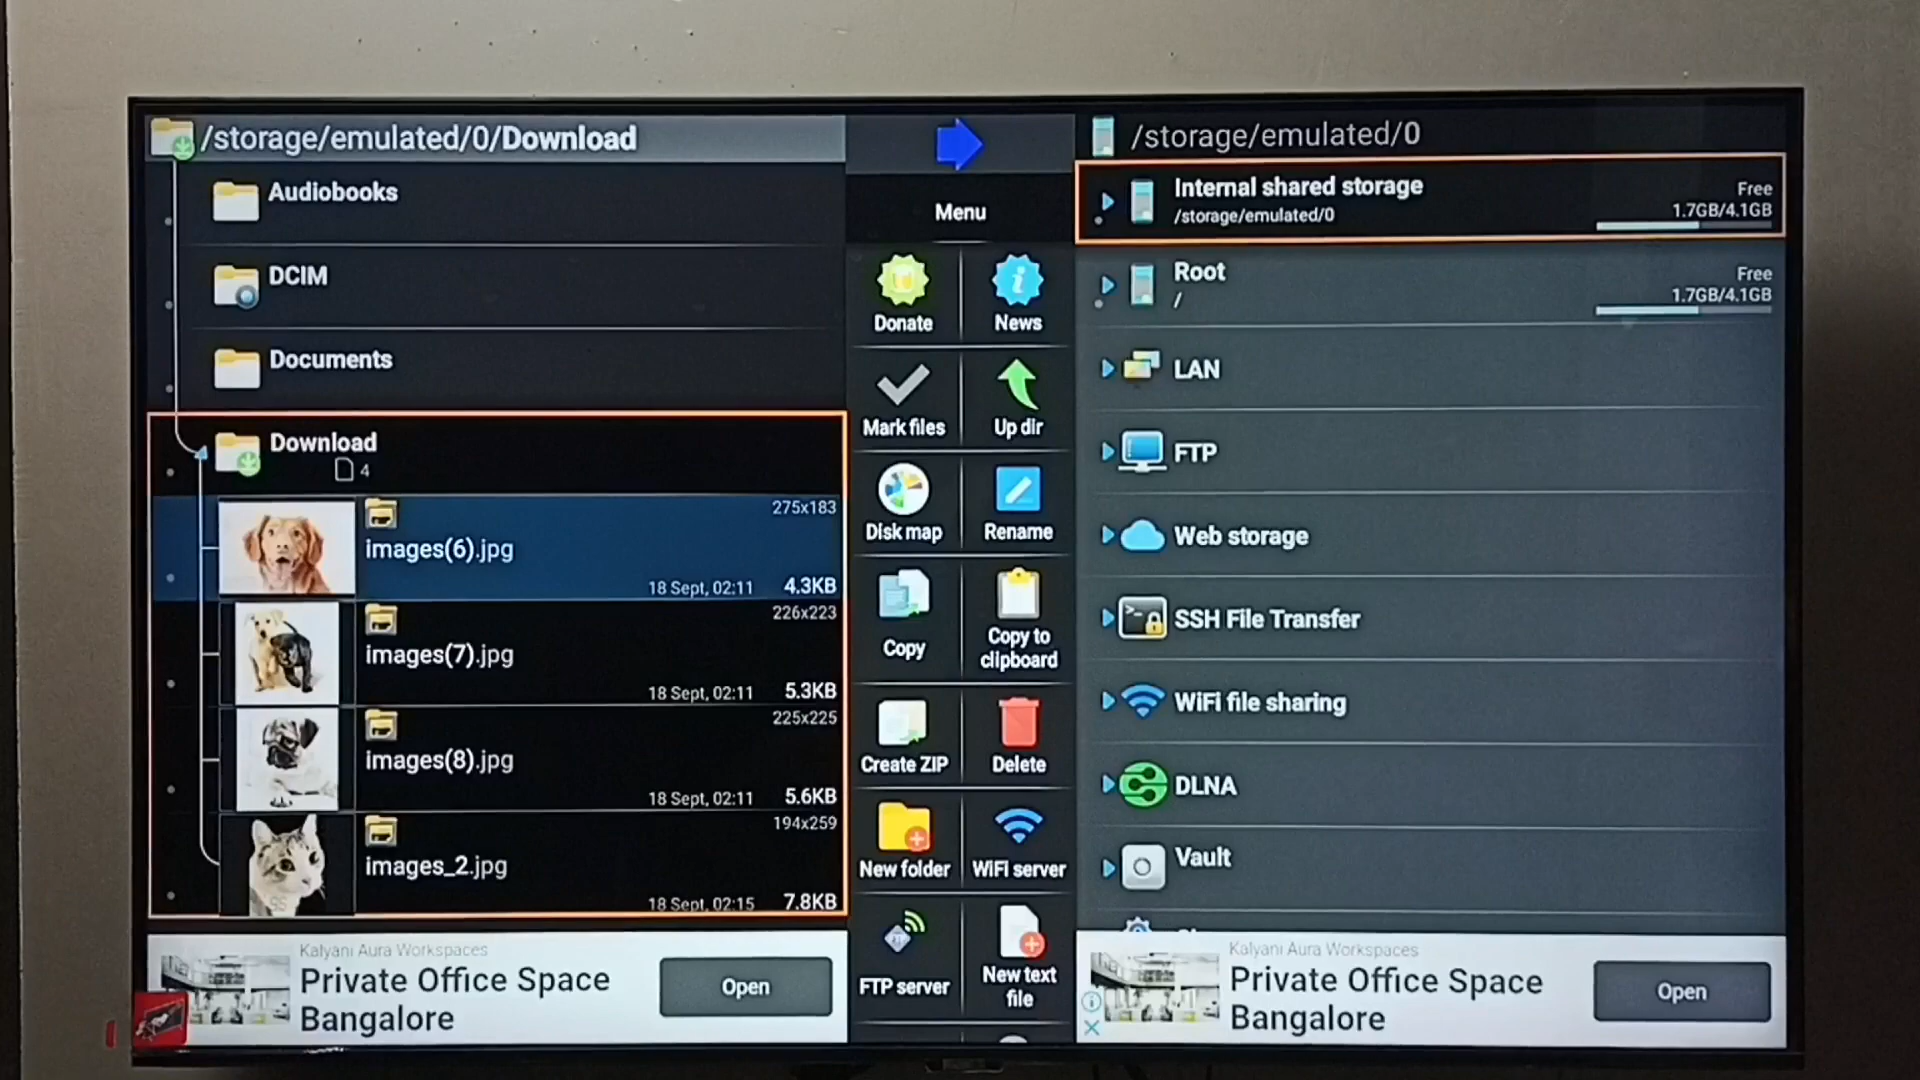 /storage/emulated/0/Download
Audiobooks
DCIM
Documents
Download
4
275x183
images(6).jpg
18 Sept, 02:11 4.3KB
226x223
images(7).jpg
18 Sept, 02:11 5.3KB
225x225
images(8).jpg
18 Sept, 02:11 5.6KB
194x259
images_2.jpg
18 Sept, 02:15 7.8KB
Kalyani Aura Workspaces
Private Office Space
Bangalore
Open
Menu
Donate
News
Mark files
Up dir
Disk map
Rename
Copy
Copy to
clipboard
Create ZIP
Delete
New folder
WiFi server
FTP server
New text
file
/storage/emulated/0
Internal shared storage
/storage/emulated/0
Free
1.7GB/4.1GB
Root
/
Free
1.7GB/4.1GB
LAN
FTP
Web storage
SSH File Transfer
WiFi file sharing
DLNA
Vault
Kalyani Aura Workspaces
Private Office Space
Bangalore
Open